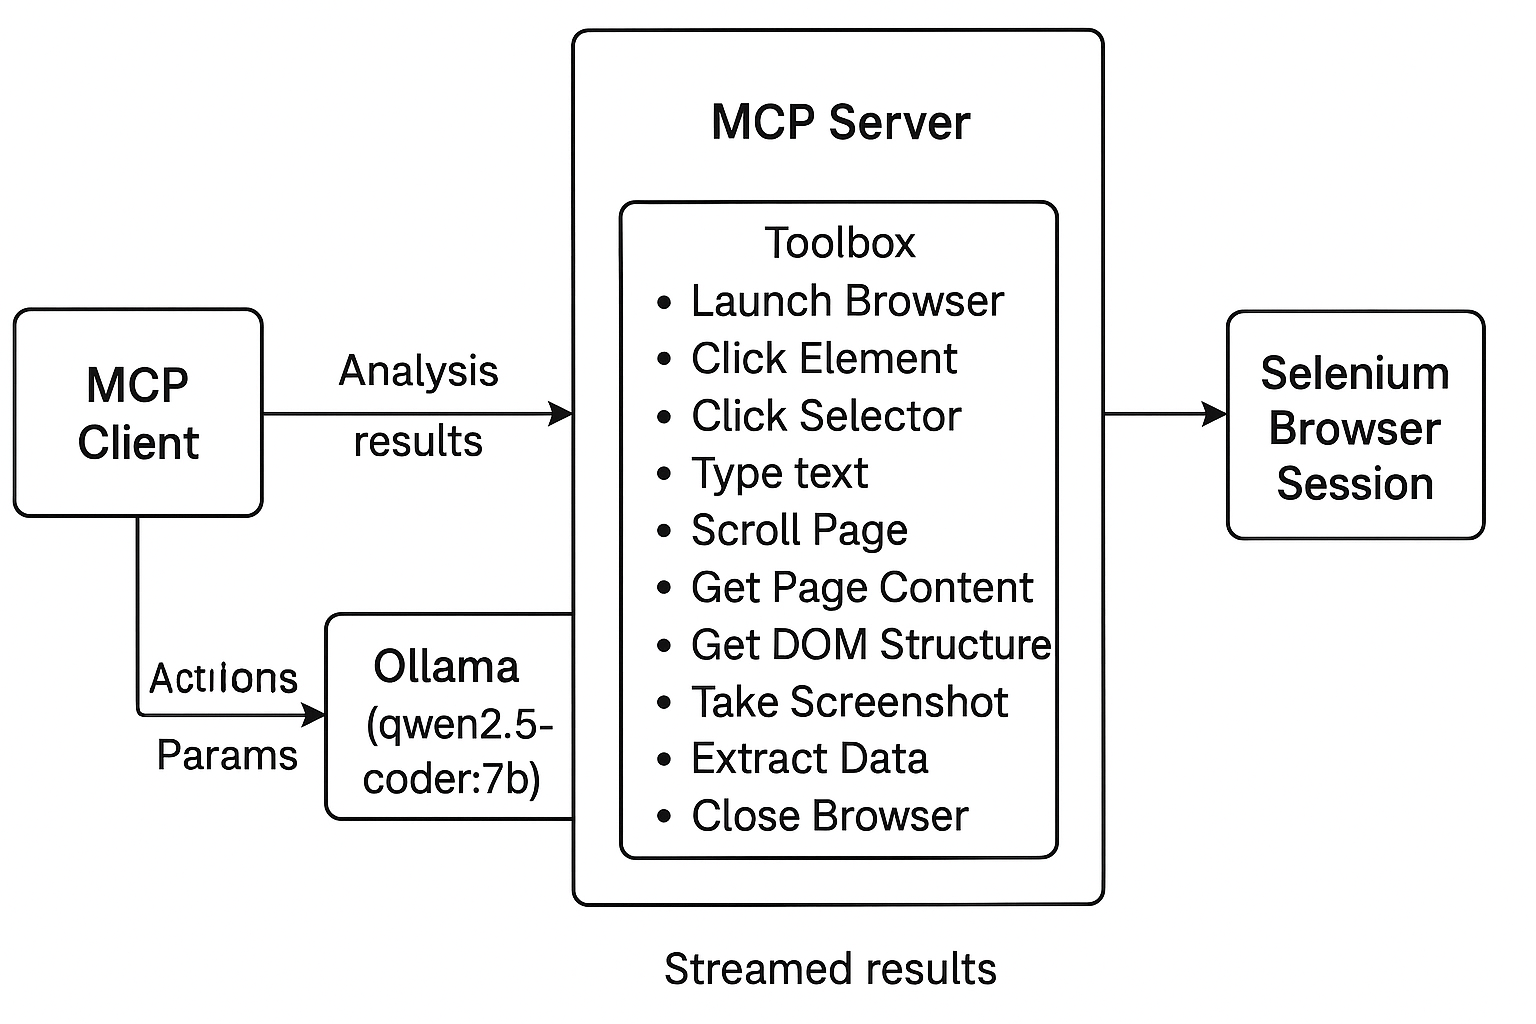 MCP Server
Toolbox
• Launch Browser
• Click Element
• Click Selector
• Type text
• Scroll Page
• Get Page Content
• Get DOM Structure
• Take Screenshot
• Extract Data
• Close Browser
MCP
Client
Analysis
results
Selenium
Browser
Session
Actıions
Params
Ollama
(qwen2.5-
coder:7b)
Streamed results